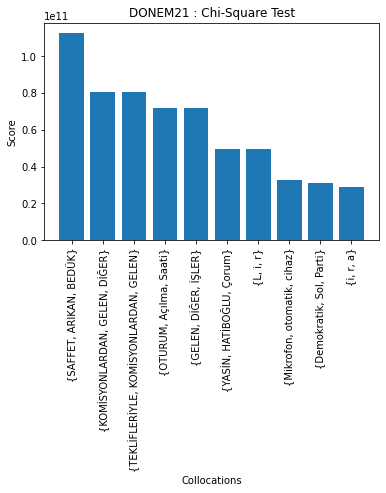 DONEM21 : Chi-Square Test
1e11
1.0
0.8
0.6
0.4
0.2
0.0
Score
{SAFFET, ARIKAN, BEDÜK}
{KOMİSYONLARDAN, GELEN, DİĞER}
{TEKLİFLERİYLE, KOMİSYONLARDAN, GELEN}
{OTURUM, Açılma, Saati}
{GELEN, DİĞER, İŞLER}
{YASİN, HATİBOĞLU, Çorum}
{L, i, r}
{Mikrofon, otomatik, cihaz}
{Demokratik, Sol, Parti}
{i, r, a}
Collocations